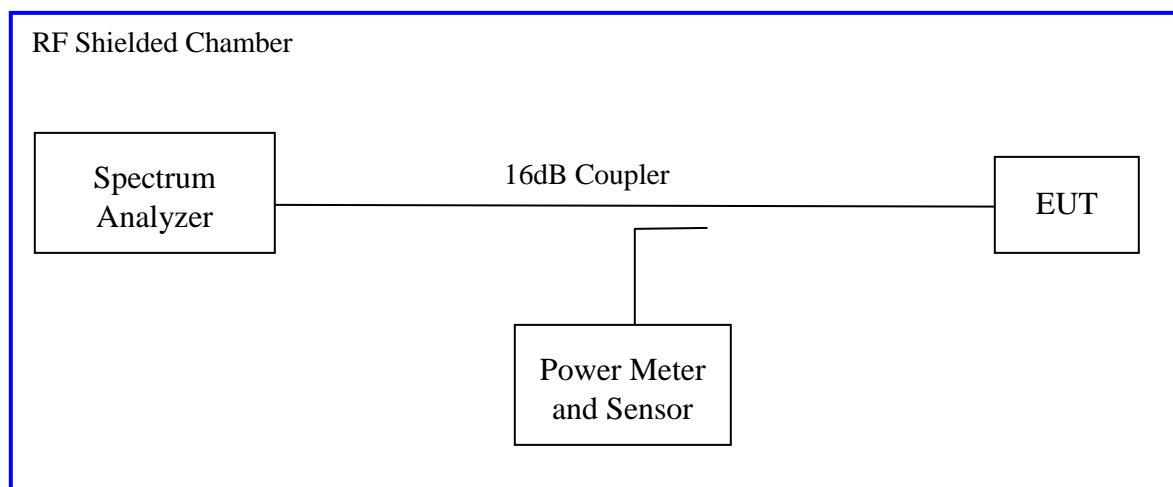 RF Shielded Chamber
16dB Coupler
Spectrum
Analyzer
EUT
Power Meter
and Sensor